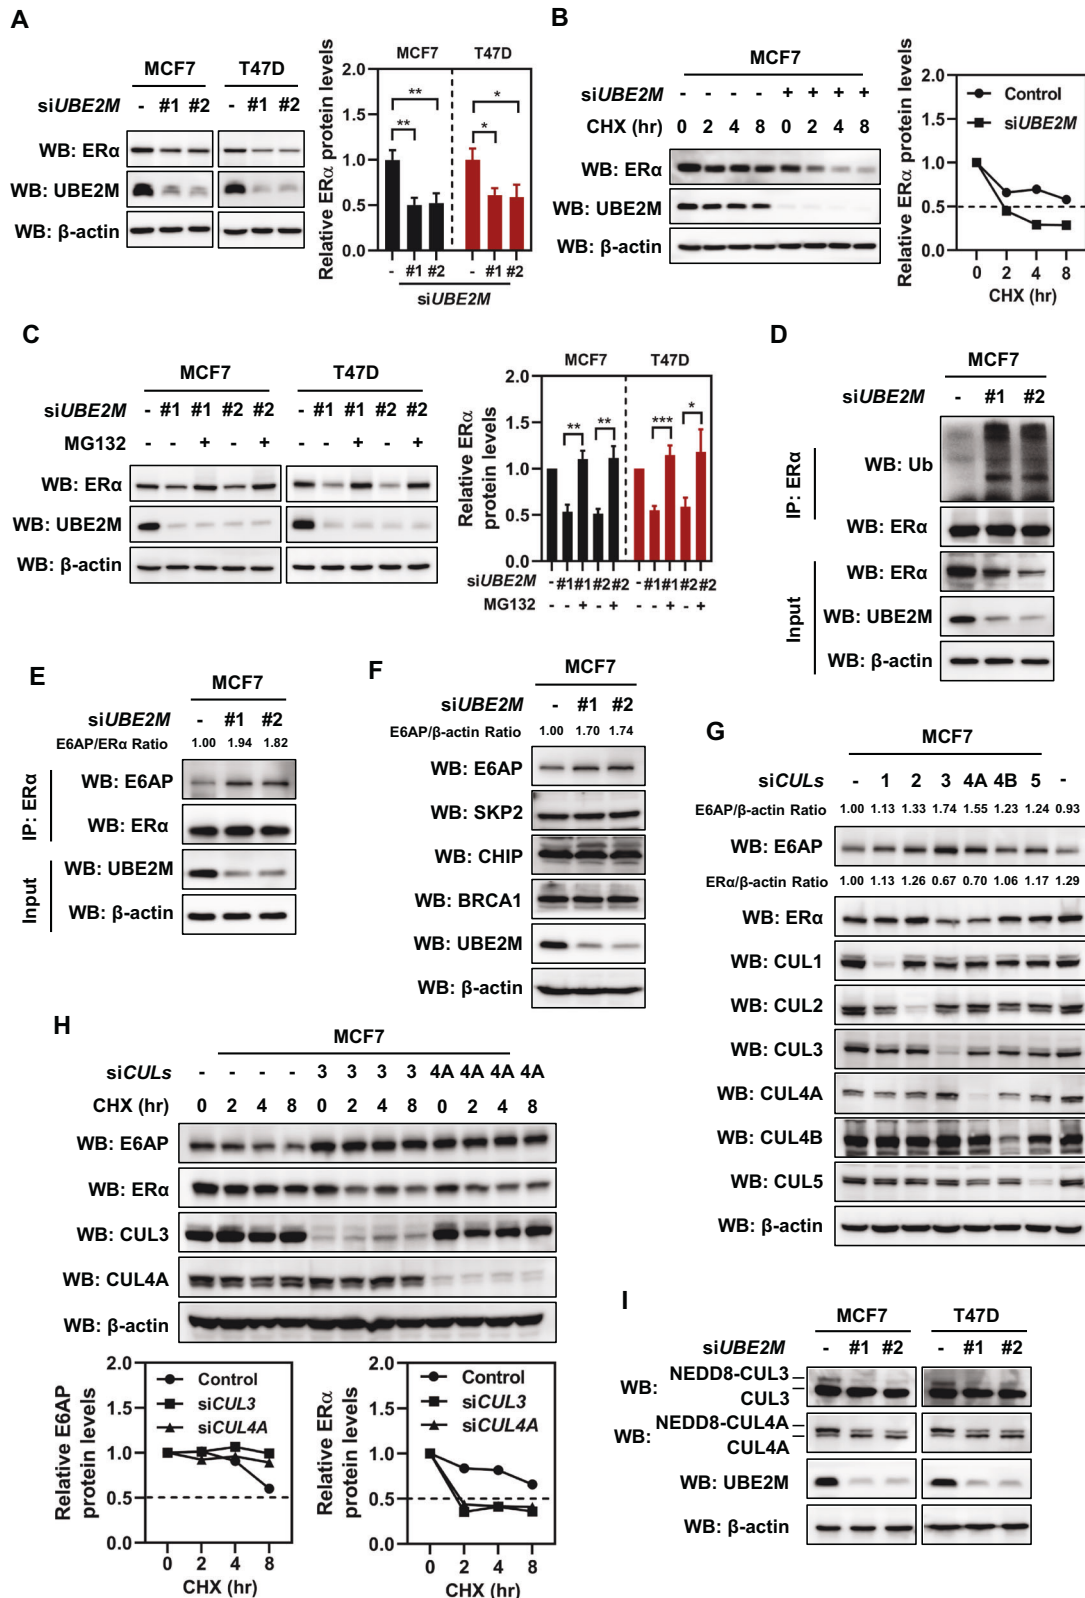 A
MCF7 T47D
siUBE2M - #1 #2 - #1 #2
WB: ERα
WB: UBE2M
WB: β-actin
Relative ERα protein levels
MCF7 T47D
2.0
1.5
1.0
0.5
0.0
** ** * *
- #1 #2 - #1 #2
siUBE2M
B
MCF7
siUBE2M - - - - + + + +
CHX (hr) 0 2 4 8 0 2 4 8
WB: ERα
WB: UBE2M
WB: β-actin
Relative ERα protein levels
2.0
1.5
1.0
0.5
0.0
Control
siUBE2M
0 2 4 8
CHX (hr)
C
MCF7 T47D
siUBE2M - #1 #1 #2 #2 - #1 #1 #2 #2
MG132 - - + - + - - + - +
WB: ERα
WB: UBE2M
WB: β-actin
Relative ERα
protein levels
MCF7 T47D
2.0
1.5
1.0
0.5
0.0
** ** *** *
siUBE2M - #1 #1 #2 #2 - #1 #1 #2 #2
MG132 - - + - + - - + - +
D
MCF7
siUBE2M - #1 #2
IP: ERα
WB: Ub
WB: ERα
Input
WB: ERα
WB: UBE2M
WB: β-actin
E
MCF7
siUBE2M - #1 #2
E6AP/ERα Ratio 1.00 1.94 1.82
IP: ERα
WB: E6AP
WB: ERα
Input
WB: UBE2M
WB: β-actin
F
MCF7
siUBE2M - #1 #2
E6AP/β-actin Ratio 1.00 1.70 1.74
WB: E6AP
WB: SKP2
WB: CHIP
WB: BRCA1
WB: UBE2M
WB: β-actin
G
MCF7
siCULs - 1 2 3 4A 4B 5 -
E6AP/β-actin Ratio 1.00 1.13 1.33 1.74 1.55 1.23 1.24 0.93
WB: E6AP
ERα/β-actin Ratio 1.00 1.13 1.26 0.67 0.70 1.06 1.17 1.29
WB: ERα
WB: CUL1
WB: CUL2
WB: CUL3
WB: CUL4A
WB: CUL4B
WB: CUL5
WB: β-actin
H
MCF7
siCULs - - - - 3 3 3 3 4A 4A 4A 4A
CHX (hr) 0 2 4 8 0 2 4 8 0 2 4 8
WB: E6AP
WB: ERα
WB: CUL3
WB: CUL4A
WB: β-actin
Relative E6AP
protein levels
2.0
1.5
1.0
0.5
0.0
Control
siCUL3
siCUL4A
0 2 4 8
CHX (hr)
Relative ERα
protein levels
2.0
1.5
1.0
0.5
0.0
Control
siCUL3
siCUL4A
0 2 4 8
CHX (hr)
I
MCF7 T47D
siUBE2M - #1 #2 - #1 #2
WB: NEDD8-CUL3
CUL3
WB: NEDD8-CUL4A
CUL4A
WB: UBE2M
WB: β-actin